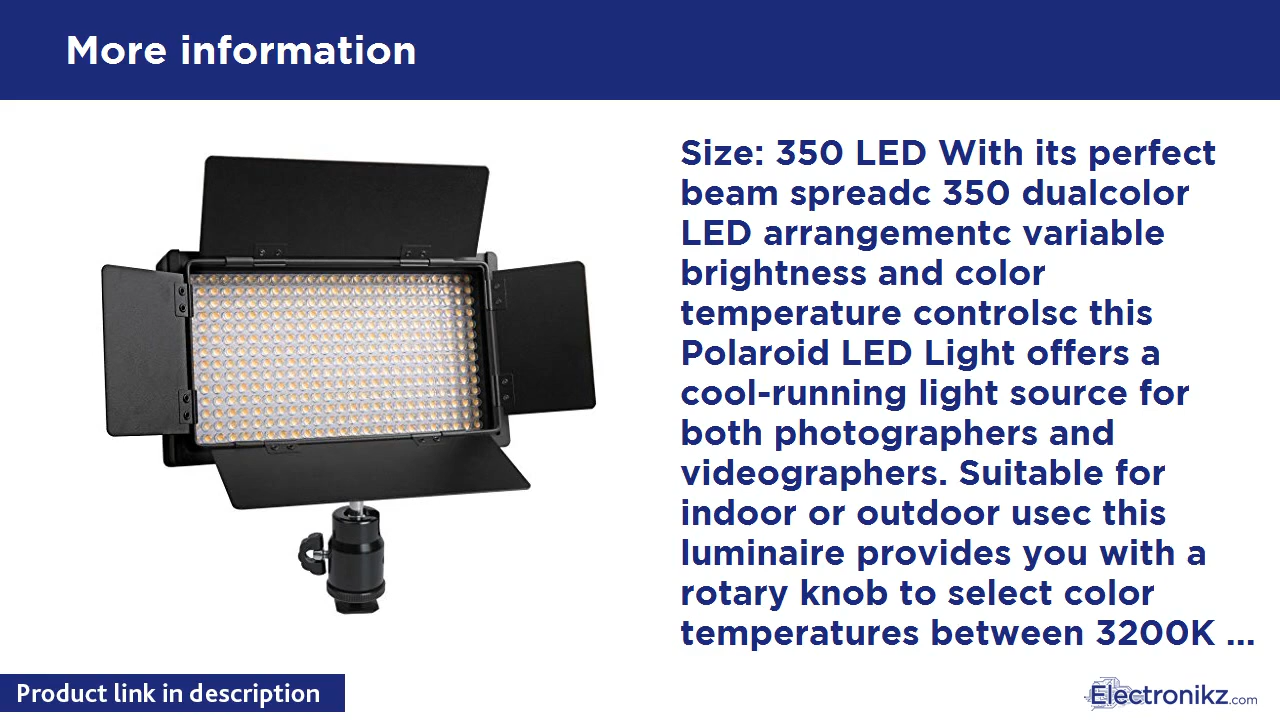 More information
Size: 350 LED With its perfect
beam spreadc 350 dualcolor
LED arrangementc variable
brightness and color
temperature controlsc this
Polaroid LED Light offers a
cool-running light source for
both photographers and
videographers. Suitable for
indoor or outdoor usec this
luminaire provides you with a
rotary knob to select color
temperatures between 3200K ...
Product link in description
Electronikz.com